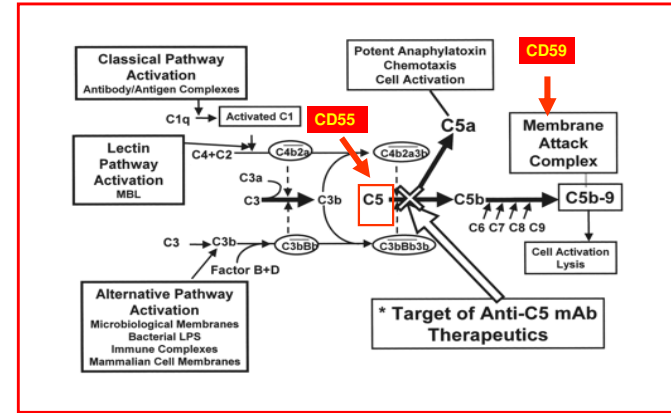 Classical Pathway
Activation
Antibody/Antigen Complexes
Potent Anaphylatoxin
Chemotaxis
Cell Activation
CD59
C1q
Activated C1
CD55
C5a
Membrane
Attack
Complex
Lectin
Pathway
Activation
MBL
C4+C2
C4b2a
C4b2a3b
C3a
C3
C3b
C5
C5b
C5b-9
C6 C7 C8 C9
C3
C3b
C3bBb
C3bBb3b
Factor B+D
Cell Activation
Lysis
Alternative Pathway
Activation
Microbiological Membranes
Bacterial LPS
Immune Complexes
Mammalian Cell Membranes
* Target of Anti-C5 mAb
Therapeutics